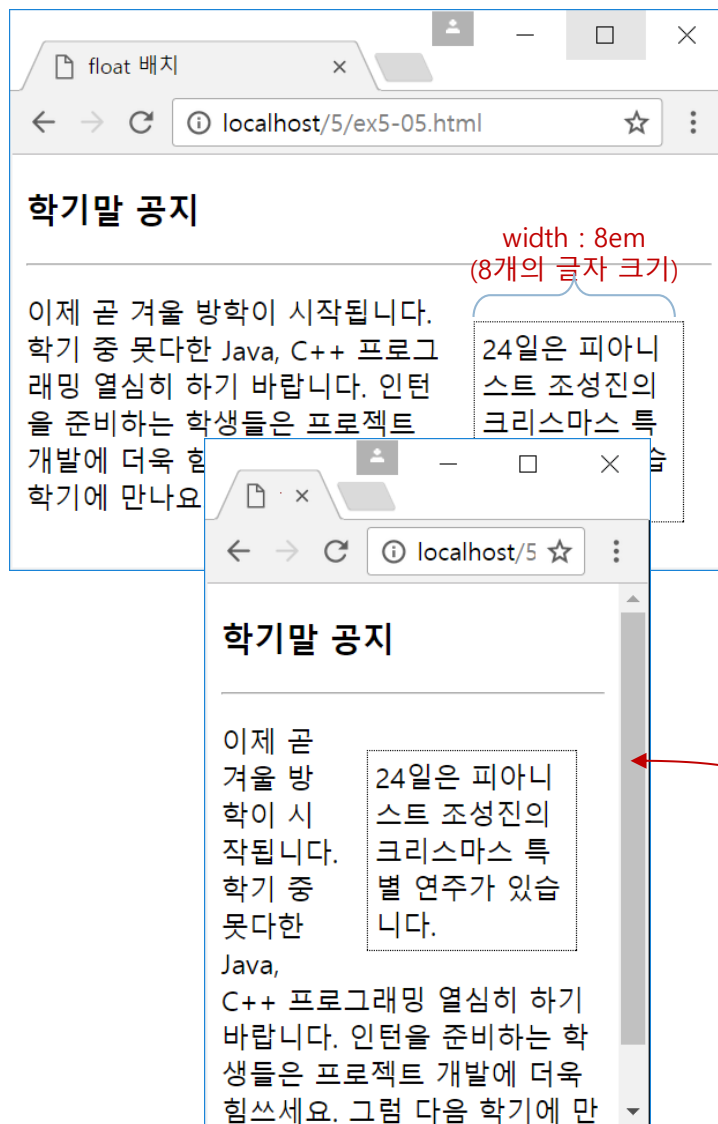 float 배치
localhost/5/ex5-05.html
학기말 공지
width : 8em
(8개의 글자 크기)
이제 곧 겨울 방학이 시작됩니다.
학기 중 못다한 Java, C++ 프로그
래밍 열심히 하기 바랍니다. 인턴
을 준비하는 학생들은 프로젝트
개발에 더욱 힘
학기에 만나요
24일은 피아니
스트 조성진의
크리스마스 특
습
localhost/5
학기말 공지
이제 곧
겨울 방
학이 시
작됩니다.
학기 중
못다한
Java,
C++ 프로그래밍 열심히 하기
바랍니다. 인턴을 준비하는 학
생들은 프로젝트 개발에 더욱
힘쓰세요. 그럼 다음 학기에 만
24일은 피아니
스트 조성진의
크리스마스 특
별 연주가 있습
니다.